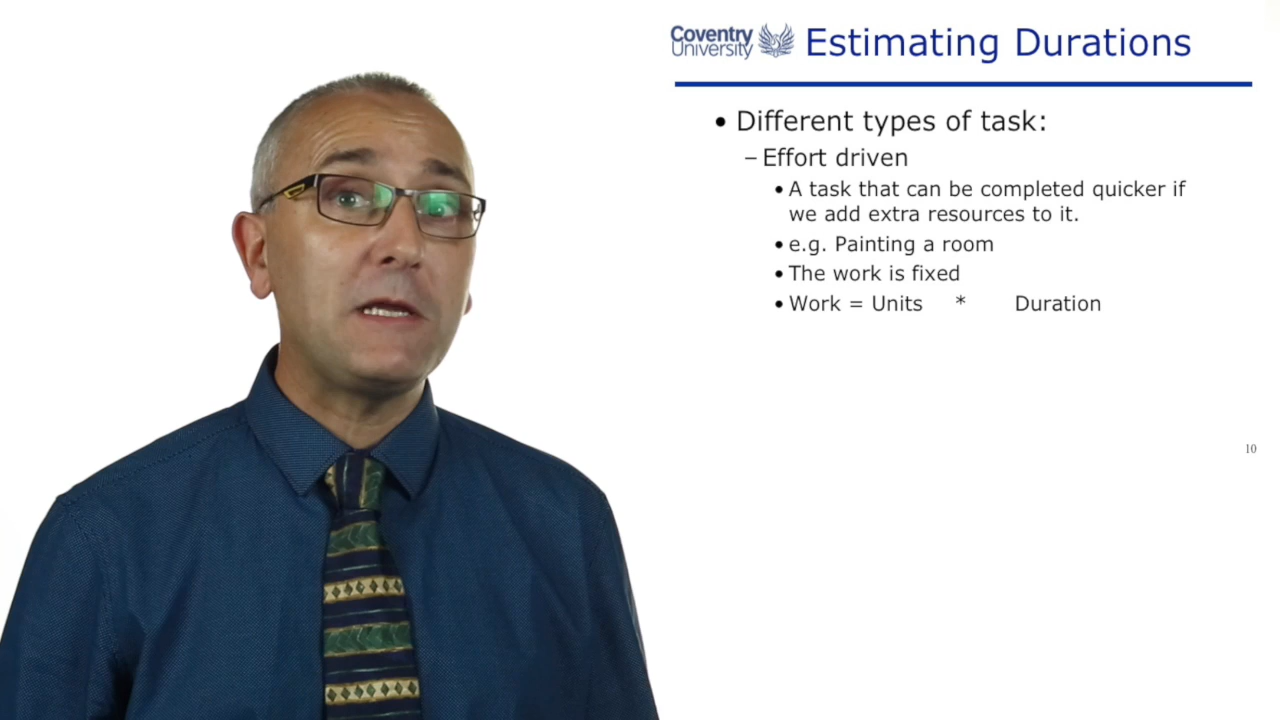 Coventry
University
Estimating Durations
• Different types of task:
– Effort driven
• A task that can be completed quicker if
we add extra resources to it.
• e.g. Painting a room
• The work is fixed
• Work = Units * Duration
10